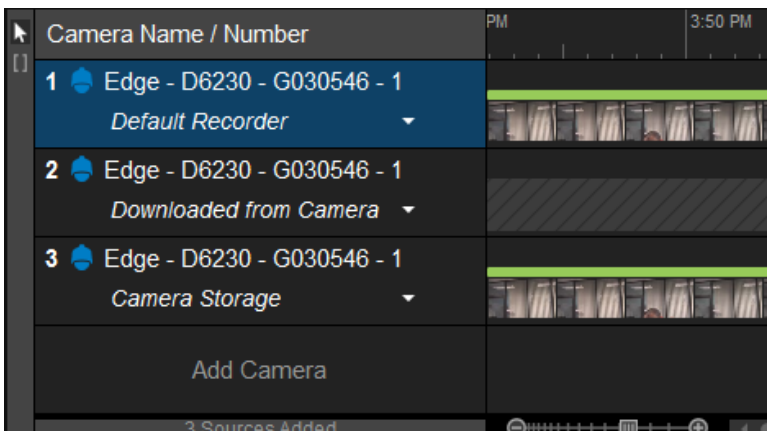 Camera Name / Number
PM
3:50 PM
1 Edge - D6230 - G030546 - 1
Default Recorder
2 Edge - D6230 - G030546 - 1
Downloaded from Camera
3 Edge - D6230 - G030546 - 1
Camera Storage
Add Camera
3 Sources Added